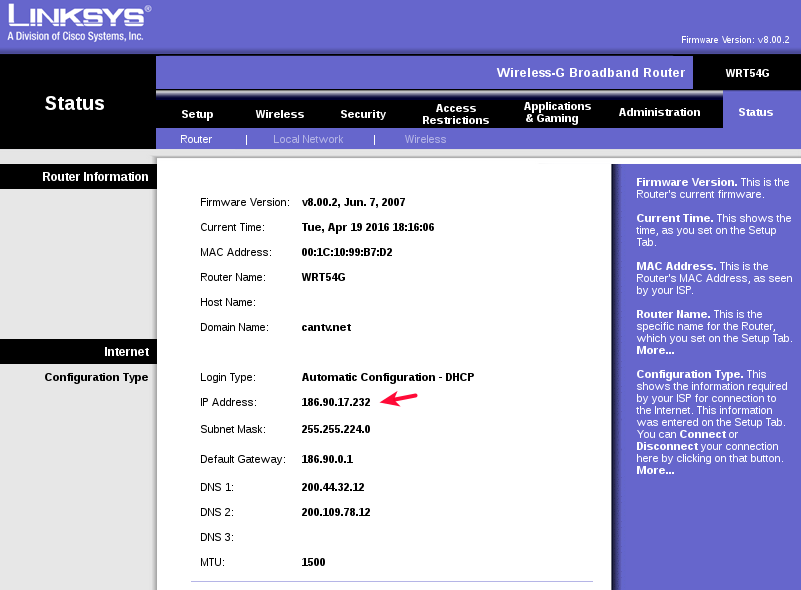 LINKSYS®
A Division of Cisco Systems, Inc.
Firmware Version: v8.00.2
Wireless-G Broadband Router WRT54G
Status
Setup Wireless Security Access Restrictions Applications & Gaming Administration Status
Router | Local Network | Wireless
Router Information
Firmware Version: v8.00.2, Jun. 7, 2007
Current Time: Tue, Apr 19 2016 18:16:06
MAC Address: 00:1C:10:99:B7:D2
Router Name: WRT54G
Host Name:
Domain Name: cantv.net
Internet
Configuration Type
Login Type: Automatic Configuration - DHCP
IP Address: 186.90.17.232
Subnet Mask: 255.255.224.0
Default Gateway: 186.90.0.1
DNS 1: 200.44.32.12
DNS 2: 200.109.78.12
DNS 3:
MTU: 1500
Firmware Version. This is the
Router's current firmware.
Current Time. This shows the
time, as you set on the Setup
Tab.
MAC Address. This is the
Router's MAC Address, as seen
by your ISP.
Router Name. This is the
specific name for the Router,
which you set on the Setup Tab.
More...
Configuration Type. This
shows the information required
by your ISP for connection to
the Internet. This information
was entered on the Setup Tab.
You can Connect or
Disconnect your connection
here by clicking on that button.
More...